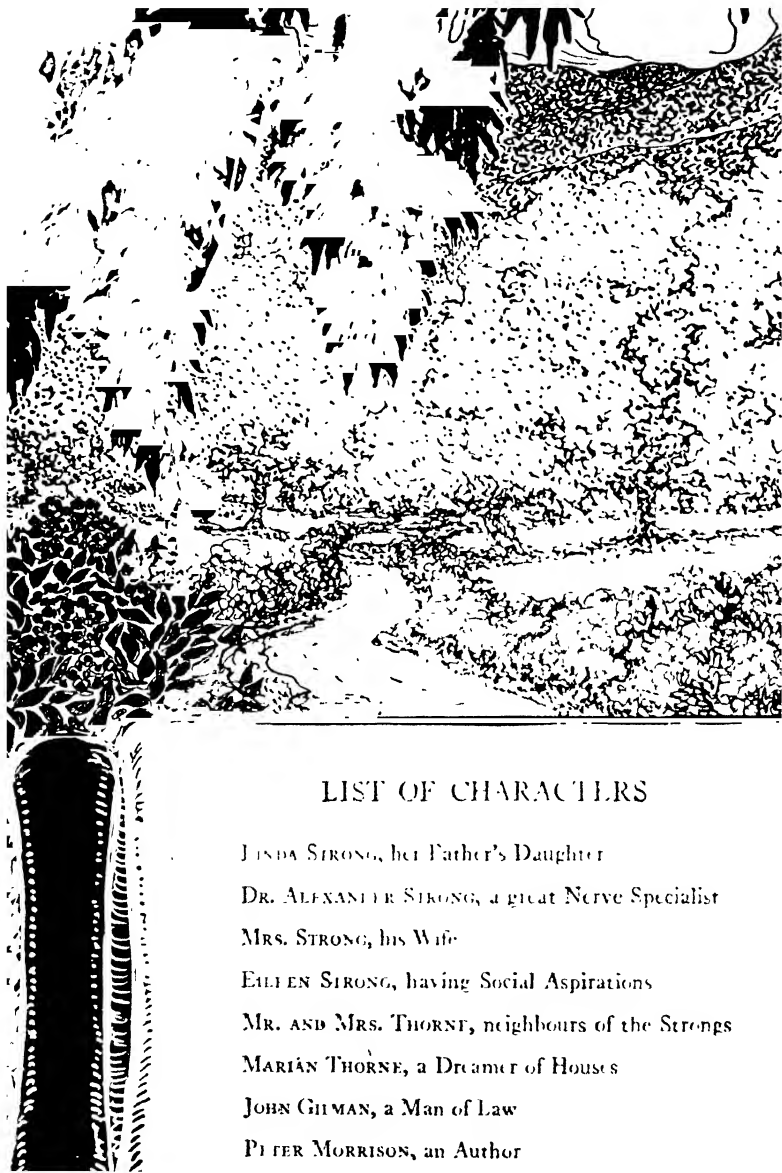 LIST OF CHARACTERS
LINDA STRONG, her Father's Daughter
DR. ALEXANDER STRONG, a great Nerve Specialist
MRS. STRONG, his Wife
EILEEN STRONG, having Social Aspirations
MR. AND MRS. THORNE, neighbours of the Strongs
MARIAN THORNE, a Dreamer of Houses
JOHN GILMAN, a Man of Law
PETER MORRISON, an Author